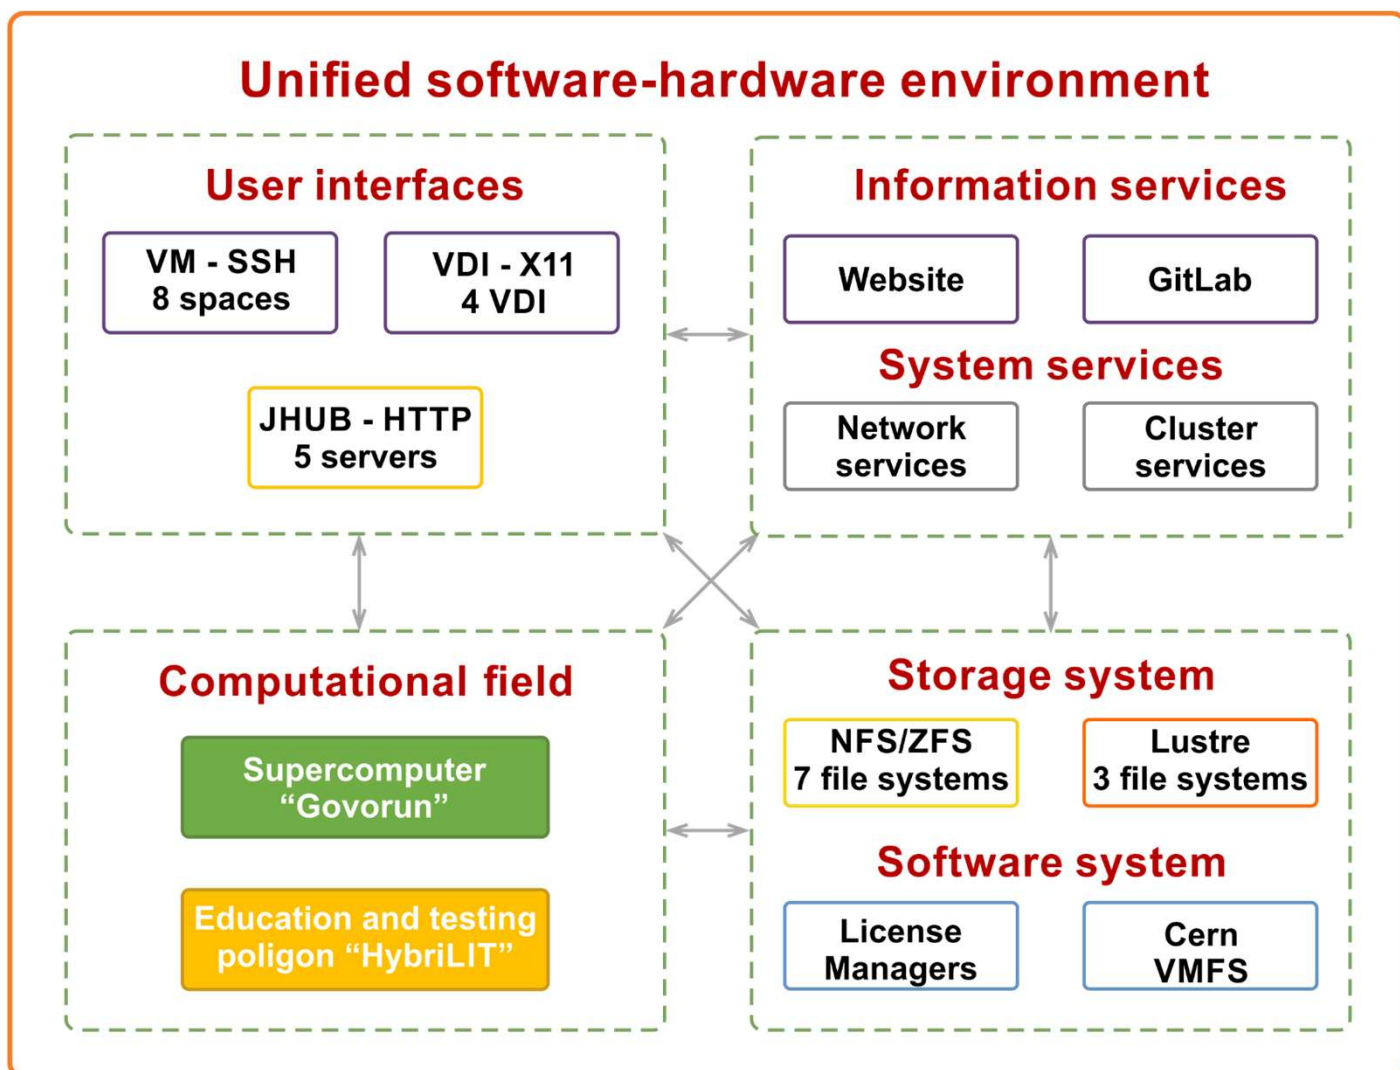 Unified software-hardware environment
User interfaces
VM - SSH
8 spaces
VDI - X11
4 VDI
JHUB - HTTP
5 servers
Information services
Website
GitLab
System services
Network
services
Cluster
services
Computational field
Supercomputer
“Govorun”
Education and testing
poligon “HybriLIT”
Storage system
NFS/ZFS
7 file systems
Lustre
3 file systems
Software system
License
Managers
Cern
VMFS